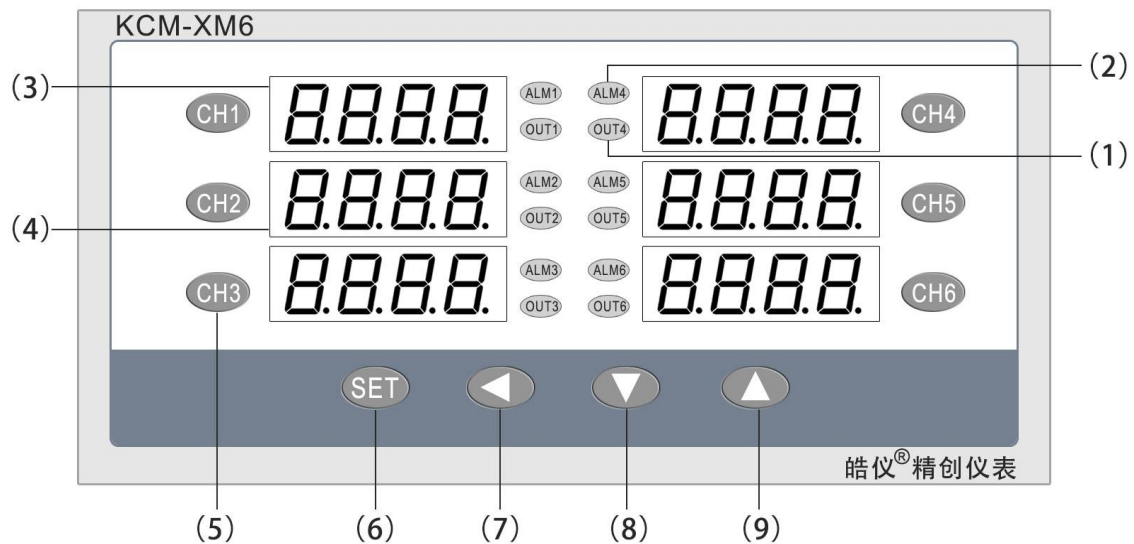 KCM-XM6
(3) CH1 8.8.8.8. ALM1 ALM4 8.8.8.8. CH4 (2)
OUT1 OUT4 (1)
CH2 8.8.8.8. ALM2 ALM5 8.8.8.8. CH5
(4) OUT2 OUT5
CH3 8.8.8.8. ALM3 ALM6 8.8.8.8. CH6
OUT3 OUT6
SET
皓仪®精创仪表
(5) (6) (7) (8) (9)